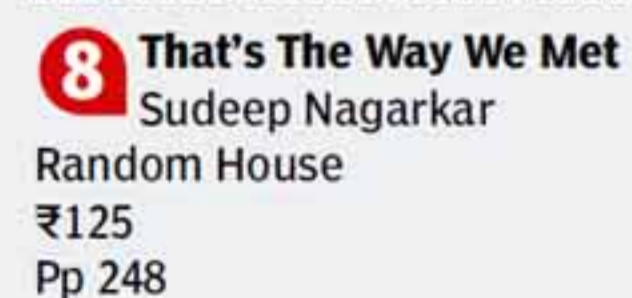 8 That's The Way We Met
Sudeep Nagarkar
Random House
₹125
Pp 248